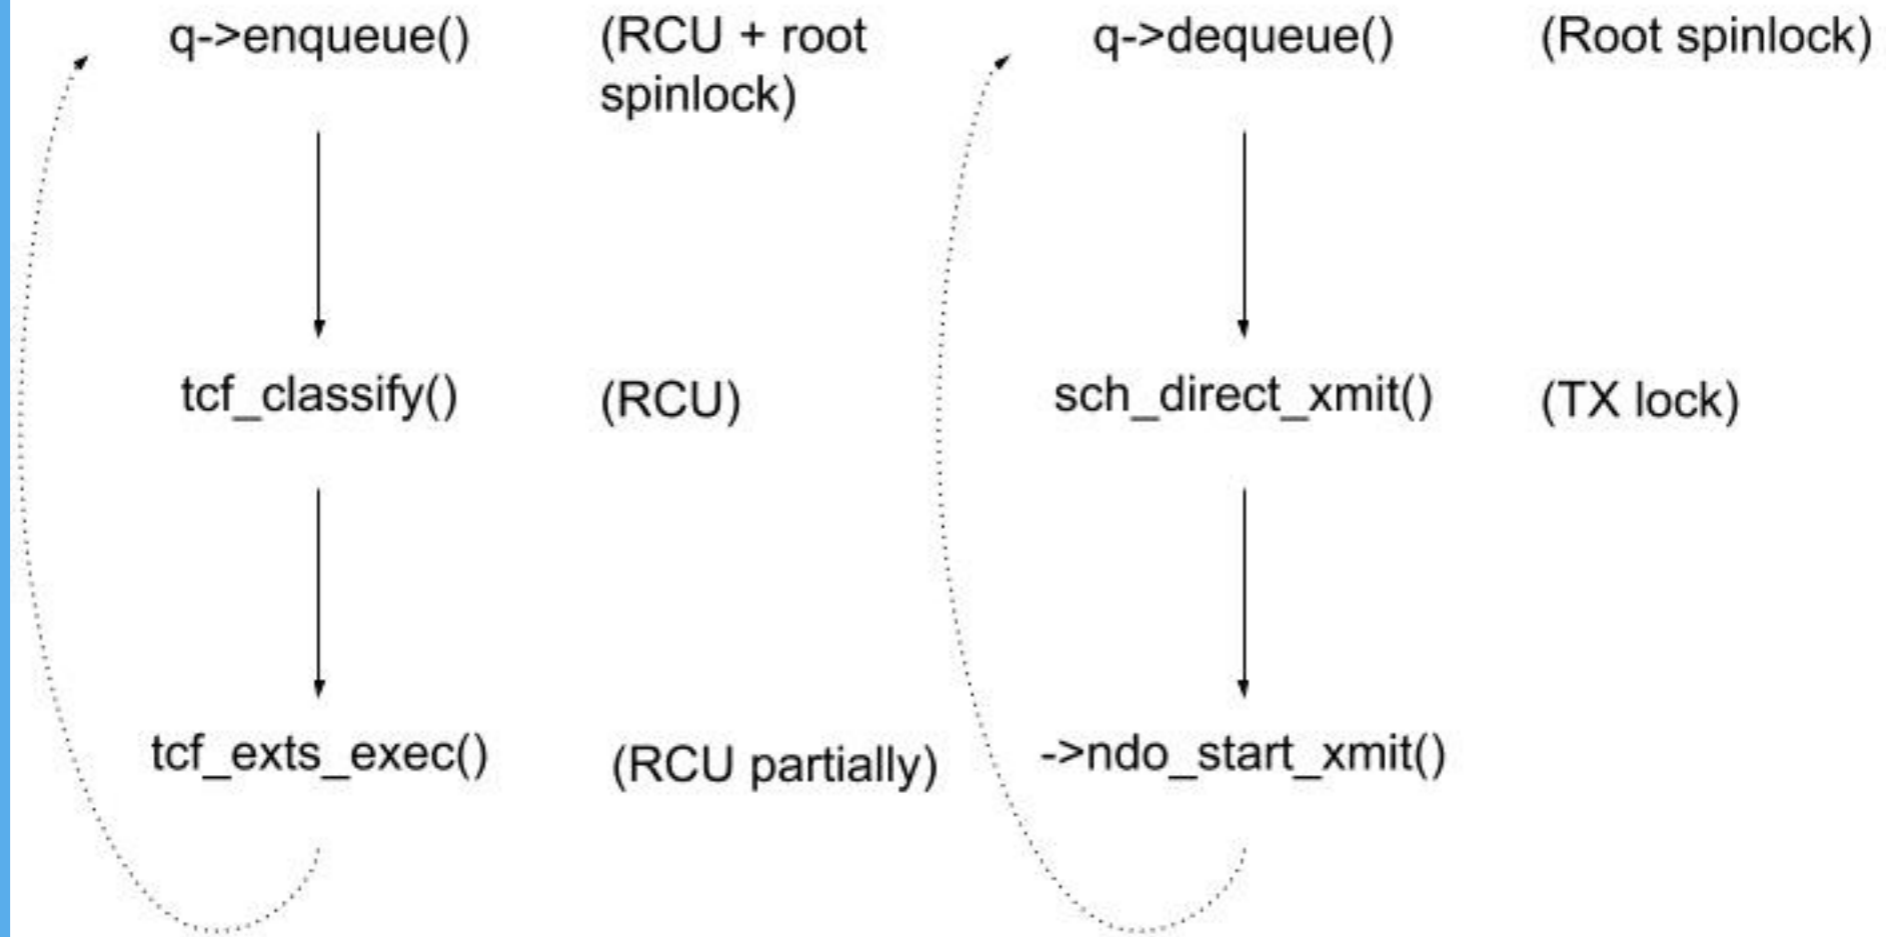 q->enqueue()
(RCU + root
spinlock)
q->dequeue()
(Root spinlock)
tcf_classify()
(RCU)
sch_direct_xmit()
(TX lock)
tcf_exts_exec()
(RCU partially)
->ndo_start_xmit()